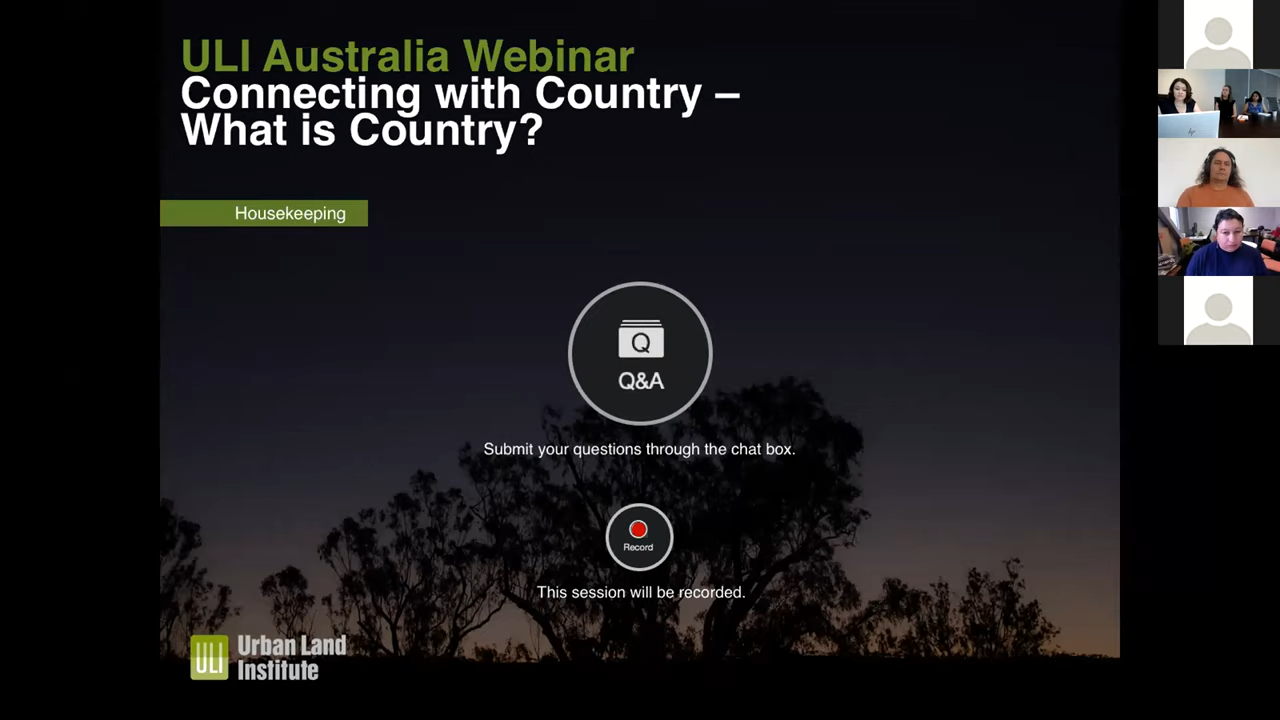 ULI Australia Webinar
Connecting with Country –
What is Country?
Housekeeping
Q
Q&A
Submit your questions through the chat box.
Record
This session will be recorded.
ULI
Urban Land
Institute